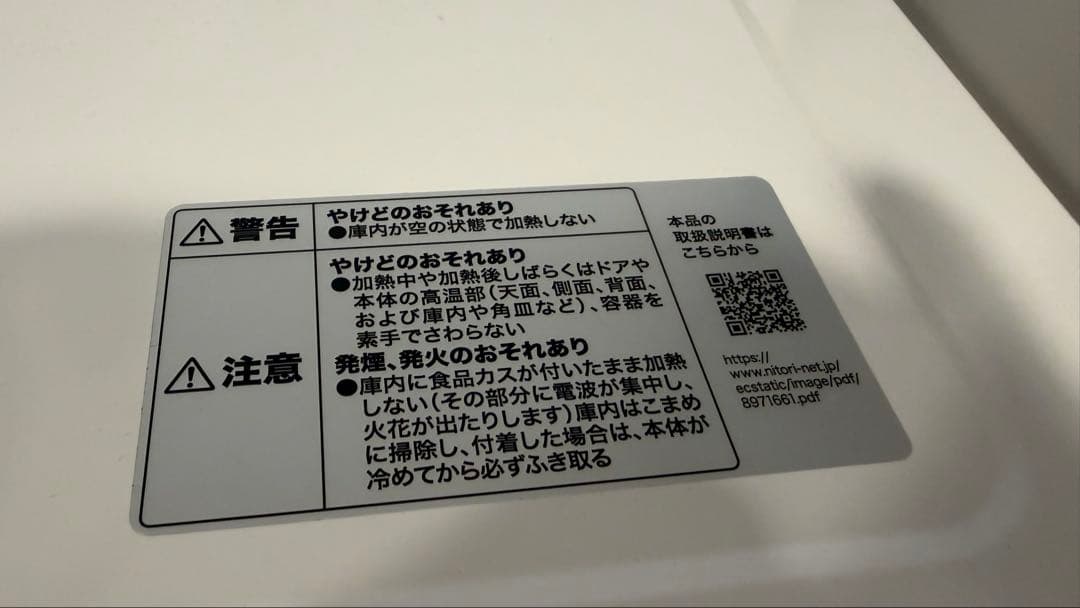 警告
やけどのおそれあり
●庫内が空の状態で加熱しない
注意
やけどのおそれあり
●加熱中や加熱後しばらくはドアや
本体の高温部(天面、側面、背面、
および庫内や角皿など)、容器を
素手でさわらない
発煙、発火のおそれあり
●庫内に食品カスが付いたまま加熱
しない(その部分に電波が集中し、
火花が出たりします)庫内はこまめ
に掃除し、付着した場合は、本体が
冷めてから必ずふき取る
本品の
取扱説明書は
こちらから
https://
www.nitori-net.jp/
ecstatic/image/pdf/
8971661.pdf